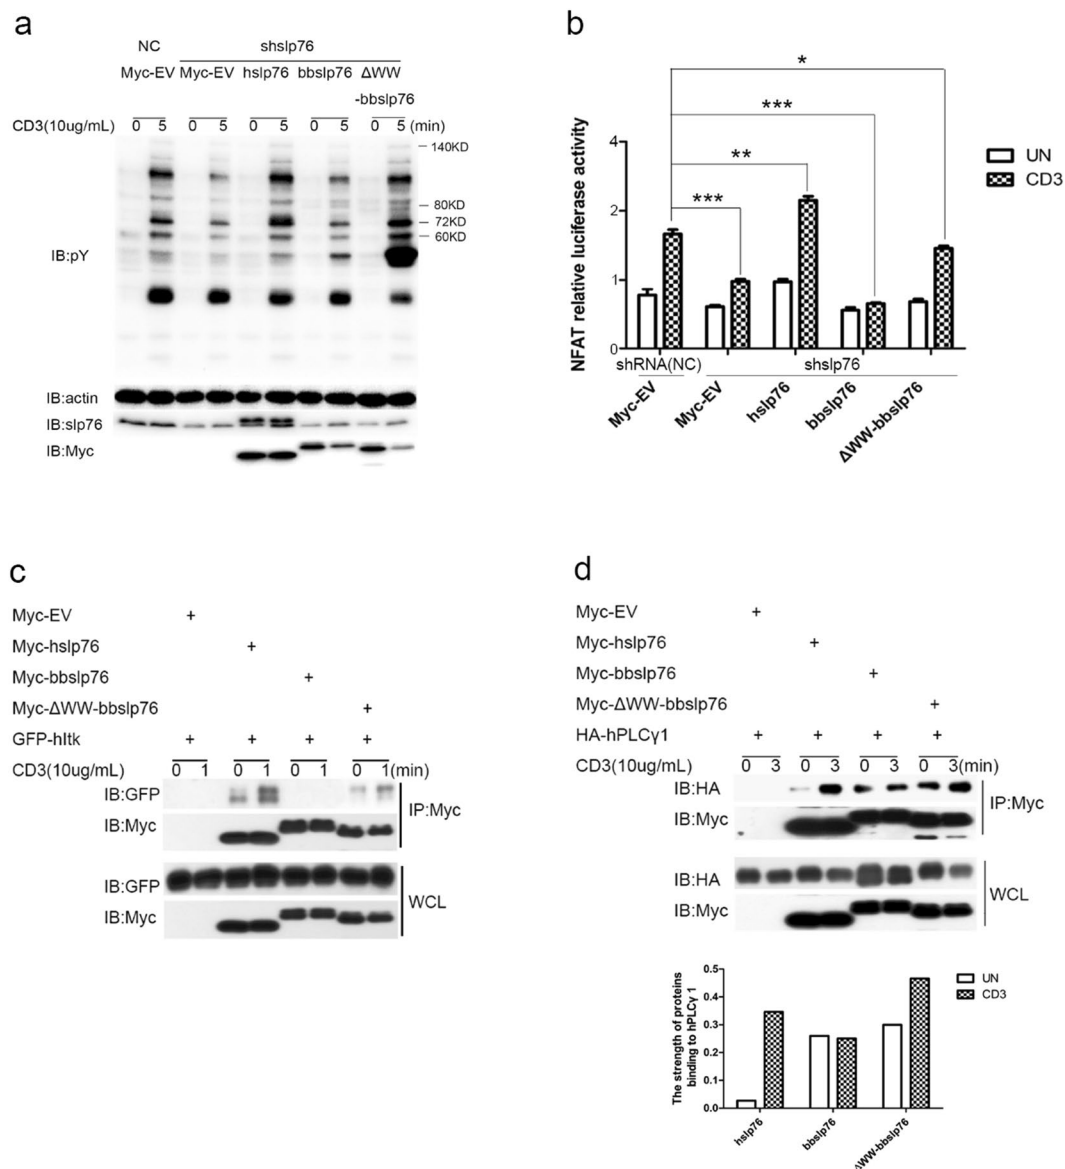 a
NC shslp76
Myc-EV Myc-EV hslp76 bbslp76 ΔWW
-bbslp76
CD3(10ug/mL) 0 5 0 5 0 5 0 5 0 5 (min)
140KD
80KD
72KD
60KD
IB:pY
IB:actin
IB:slp76
IB:Myc
b
NFAT relative luciferase activity
4
2
1
0
*
***
**
***
UN
CD3
shRNA(NC) shslp76
Myc-EV Myc-EV hslp76 bbslp76 ΔWW-bbslp76
c
Myc-EV +
Myc-hslp76 +
Myc-bbslp76 +
Myc-ΔWW-bbslp76 +
GFP-hItk + + + +
CD3(10ug/mL) 0 1 0 1 0 1 0 1(min)
IB:GFP
IB:Myc
IP:Myc
IB:GFP
IB:Myc
WCL
d
Myc-EV +
Myc-hslp76 +
Myc-bbslp76 +
Myc-ΔWW-bbslp76 +
HA-hPLCγ1 + + + +
CD3(10ug/mL) 0 3 0 3 0 3 0 3(min)
IB:HA
IB:Myc
IP:Myc
IB:HA
IB:Myc
WCL
The strength of proteins
binding to hPLCγ 1
0.5
0.4
0.3
0.2
0.1
0.0
UN
CD3
hslp76 bbslp76 ΔWW-bbslp76